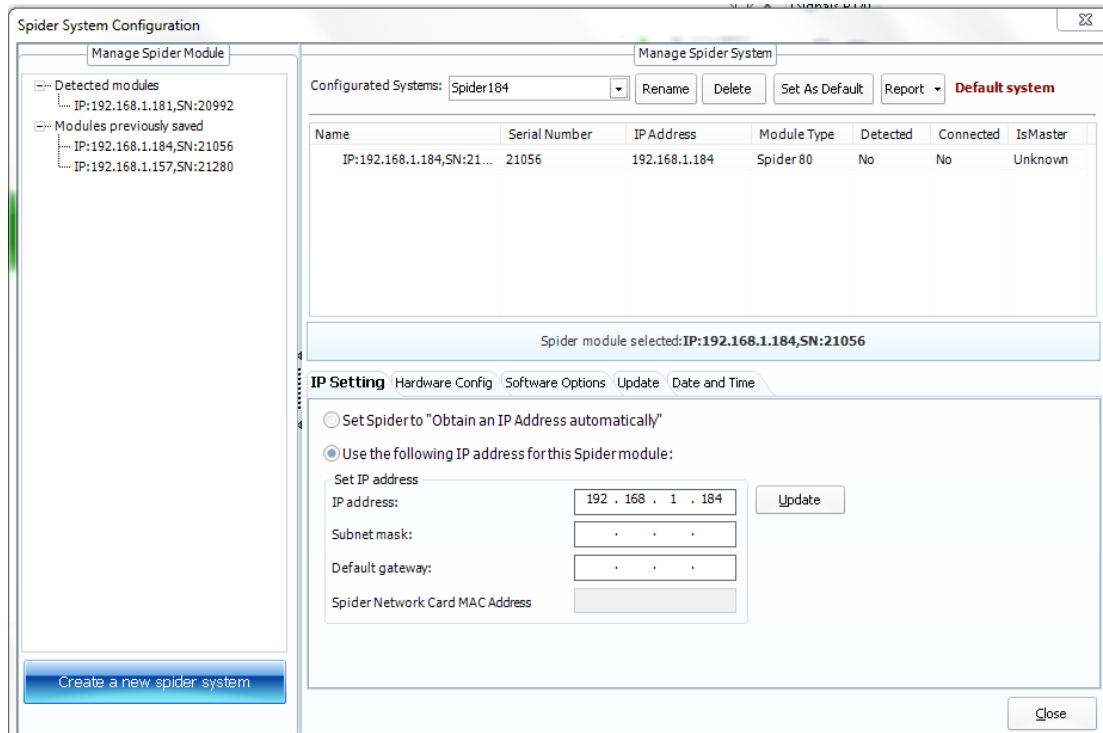 Spider System Configuration
Manage Spider Module
Detected modules
IP:192.168.1.181,SN:20992
Modules previously saved
IP:192.168.1.184,SN:21056
IP:192.168.1.157,SN:21280
Create a new spider system
Manage Spider System
Configurated Systems: Spider184 Rename Delete Set As Default Report Default system
Name Serial Number IP Address Module Type Detected Connected IsMaster
IP:192.168.1.184,SN:21... 21056 192.168.1.184 Spider 80 No No Unknown
Spider module selected:IP:192.168.1.184,SN:21056
IP Setting Hardware Config Software Options Update Date and Time
Set Spider to "Obtain an IP Address automatically"
Use the following IP address for this Spider module:
Set IP address
IP address: 192 . 168 . 1 . 184 Update
Subnet mask: . . .
Default gateway: . . .
Spider Network Card MAC Address
Close